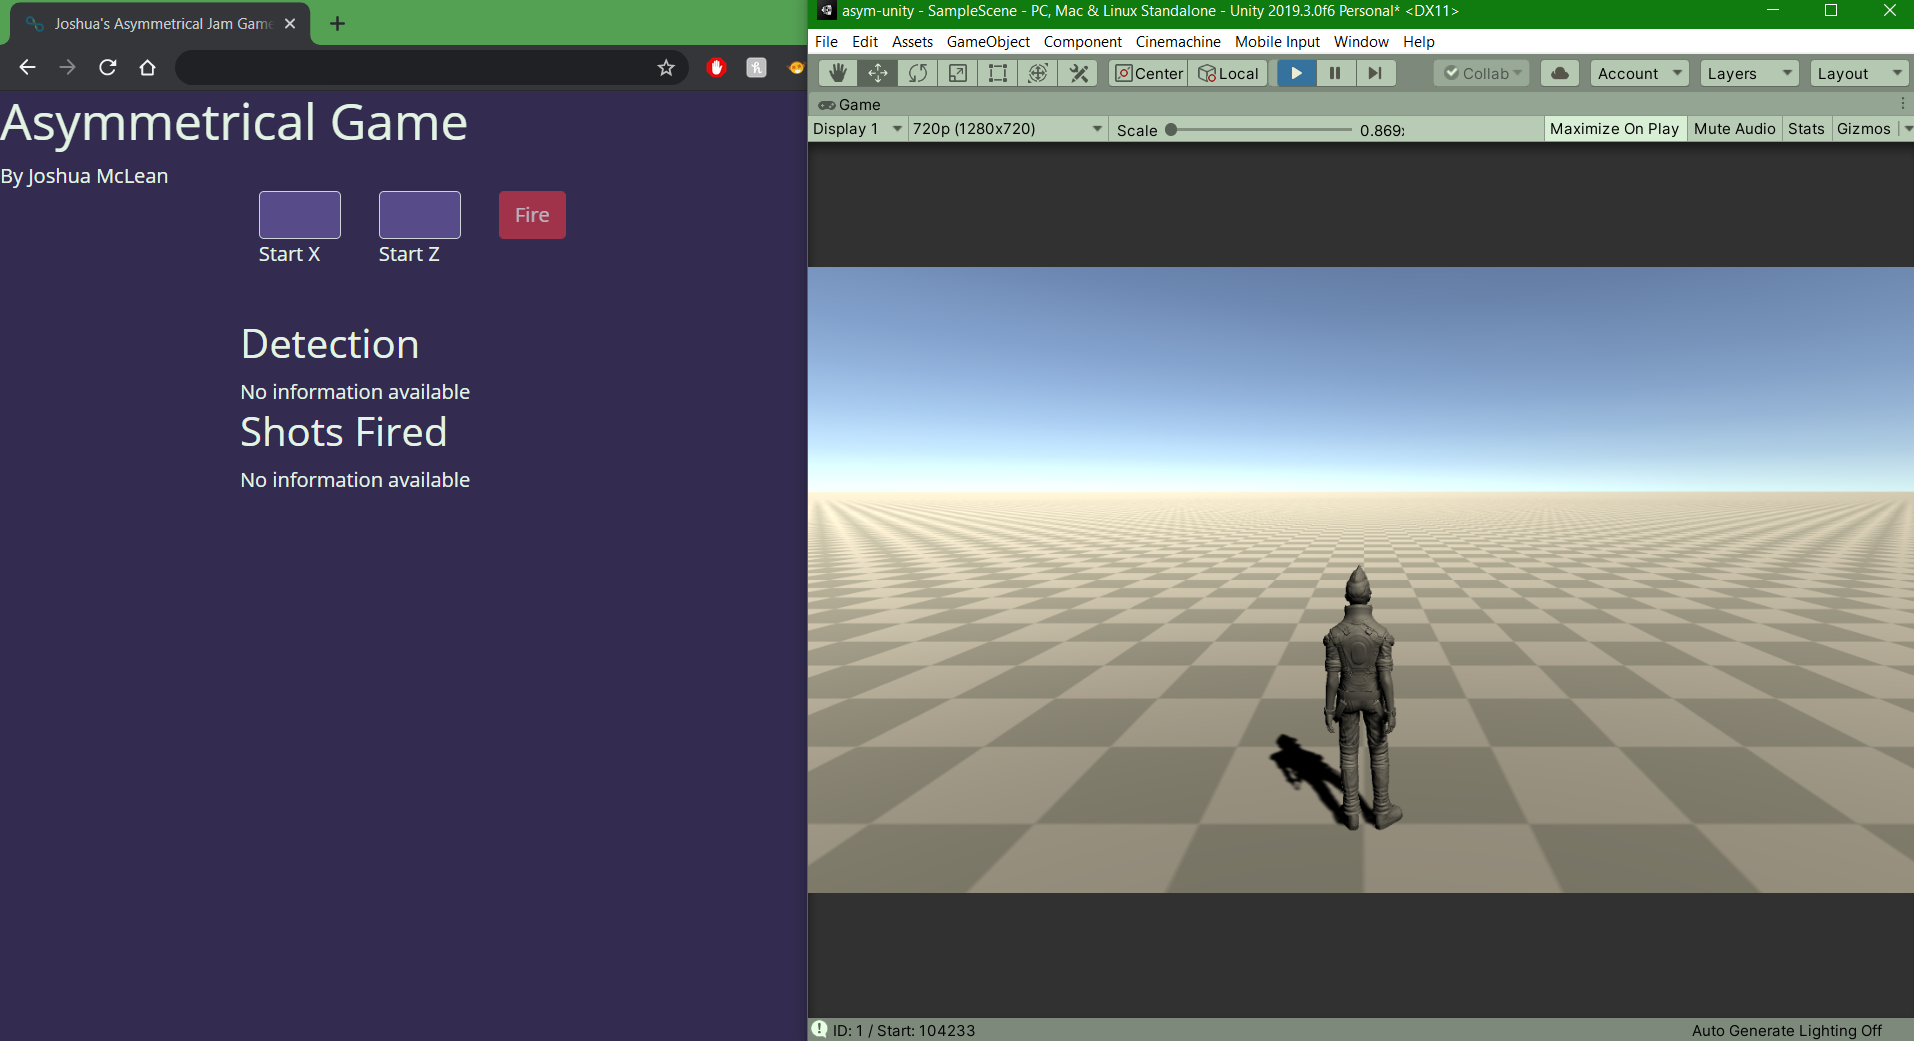 Joshua's Asymmetrical Jam Game
Asymmetrical Game
By Joshua McLean
Fire
Start X
Start Z
Detection
No information available
Shots Fired
No information available
asym-unity - SampleScene - PC, Mac & Linux Standalone - Unity 2019.3.0f6 Personal* <DX11>
File Edit Assets GameObject Component Cinemachine Mobile Input Window Help
Center Local Collab Account Layers Layout
Game
Display 1 720p (1280x720) Scale 0.869x Maximize On Play Mute Audio Stats Gizmos
ID: 1 / Start: 104233
Auto Generate Lighting Off